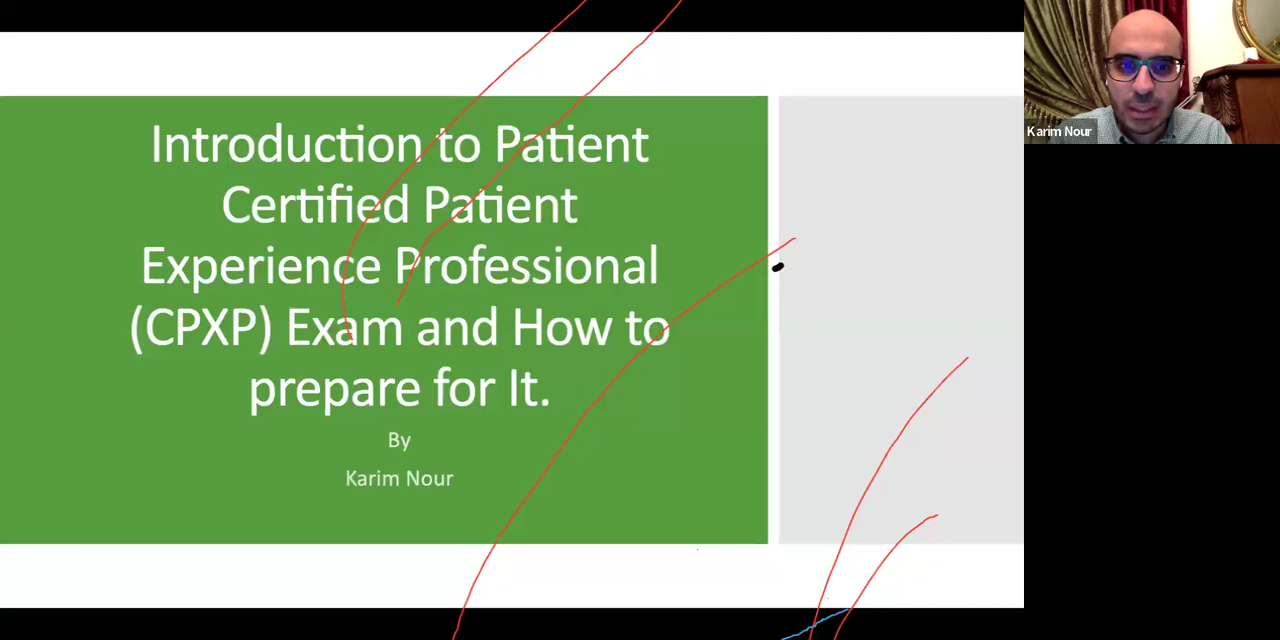 Introduction to Patient
Certified Patient
Experience Professional
(CPXP) Exam and How to
prepare for It.
By
Karim Nour
Karim Nour